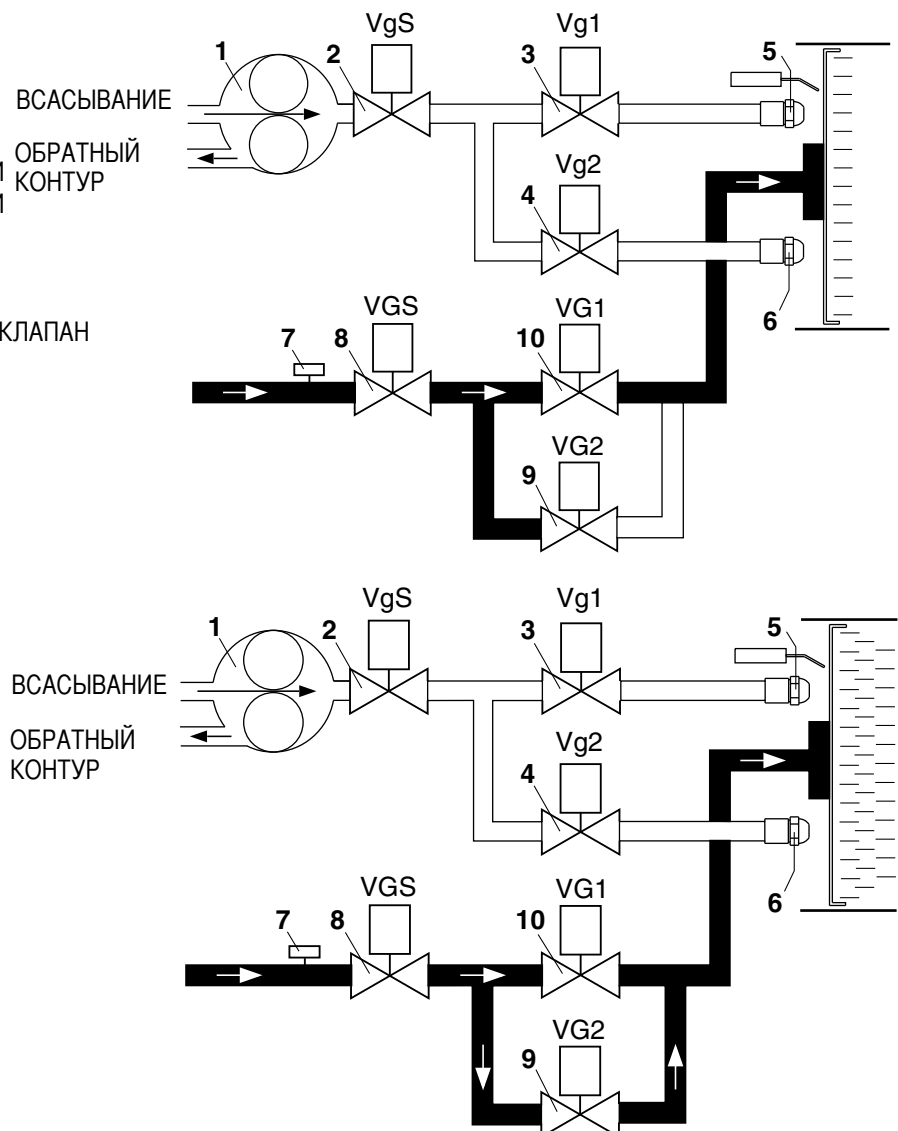 VgS Vg1
1 2 3 5
ВСАСЫВАНИЕ
ОБРАТНЫЙ
И КОНТУР
И
Vg2
4
6
КЛАПАН
VGS VG1
7 8 10
VG2
9
VgS Vg1
1 2 3 5
ВСАСЫВАНИЕ
ОБРАТНЫЙ
КОНТУР
Vg2
4
6
VGS VG1
7 8 10
VG2
9